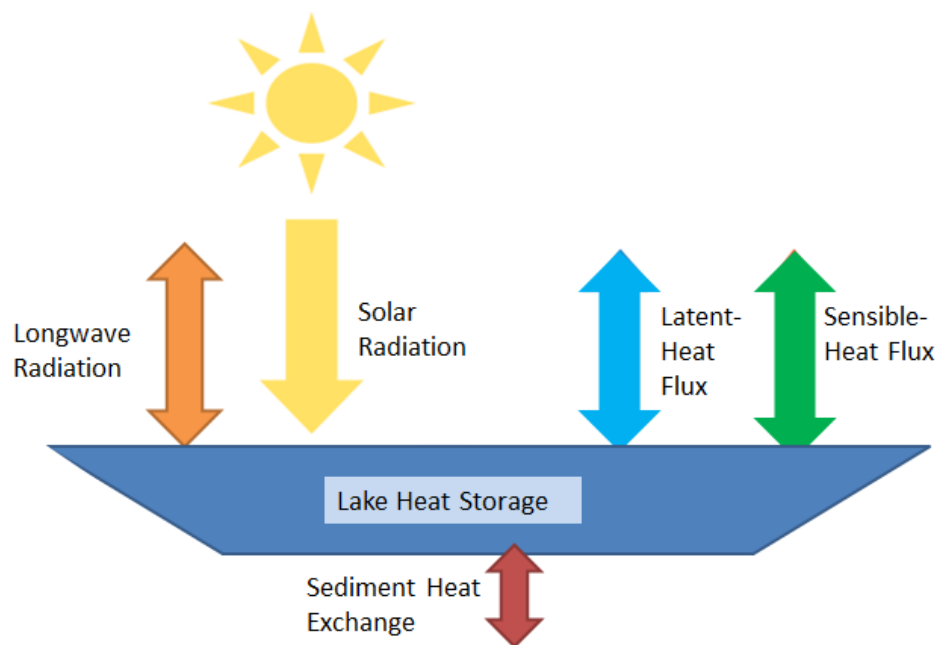 Longwave
Radiation
Solar
Radiation
Latent-
Heat
Flux
Sensible-
Heat Flux
Lake Heat Storage
Sediment Heat
Exchange